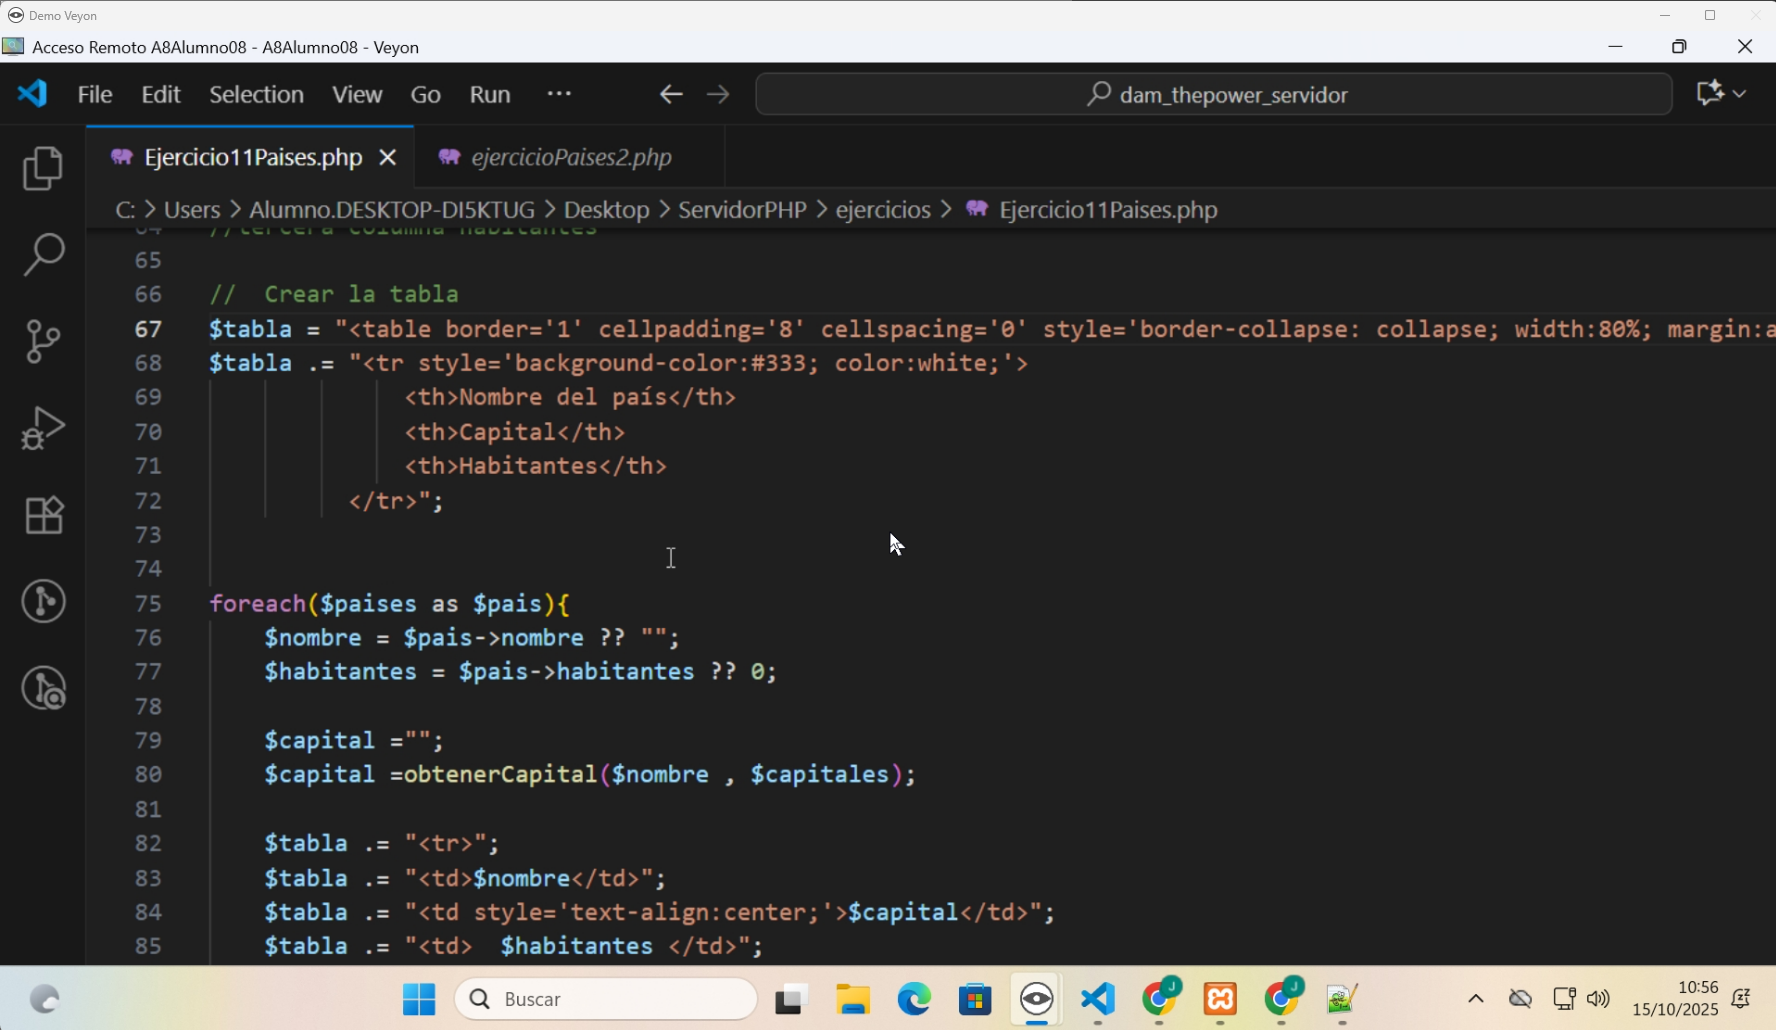 Demo Veyon
Acceso Remoto A8Alumno08 - A8Alumno08 - Veyon
File Edit Selection View Go Run ··· dam_thepower_servidor
Ejercicio11Paises.php ejercicioPaises2.php
C: > Users > Alumno.DESKTOP-DI5KTUG > Desktop > ServidorPHP > ejercicios > Ejercicio11Paises.php
64 //tercera columna habitantes
65
66 // Crear la tabla
67 $tabla = "<table border='1' cellpadding='8' cellspacing='0' style='border-collapse: collapse; width:80%; margin:a
68 $tabla .= "<tr style='background-color:#333; color:white;'>
69 <th>Nombre del país</th>
70 <th>Capital</th>
71 <th>Habitantes</th>
72 </tr>";
73
74
75 foreach($paises as $pais){
76 $nombre = $pais->nombre ?? "";
77 $habitantes = $pais->habitantes ?? 0;
78
79 $capital ="";
80 $capital =obtenerCapital($nombre , $capitales);
81
82 $tabla .= "<tr>";
83 $tabla .= "<td>$nombre</td>";
84 $tabla .= "<td style='text-align:center;'>$capital</td>";
85 $tabla .= "<td>  $habitantes </td>";
Buscar
J
J
10:56
15/10/2025